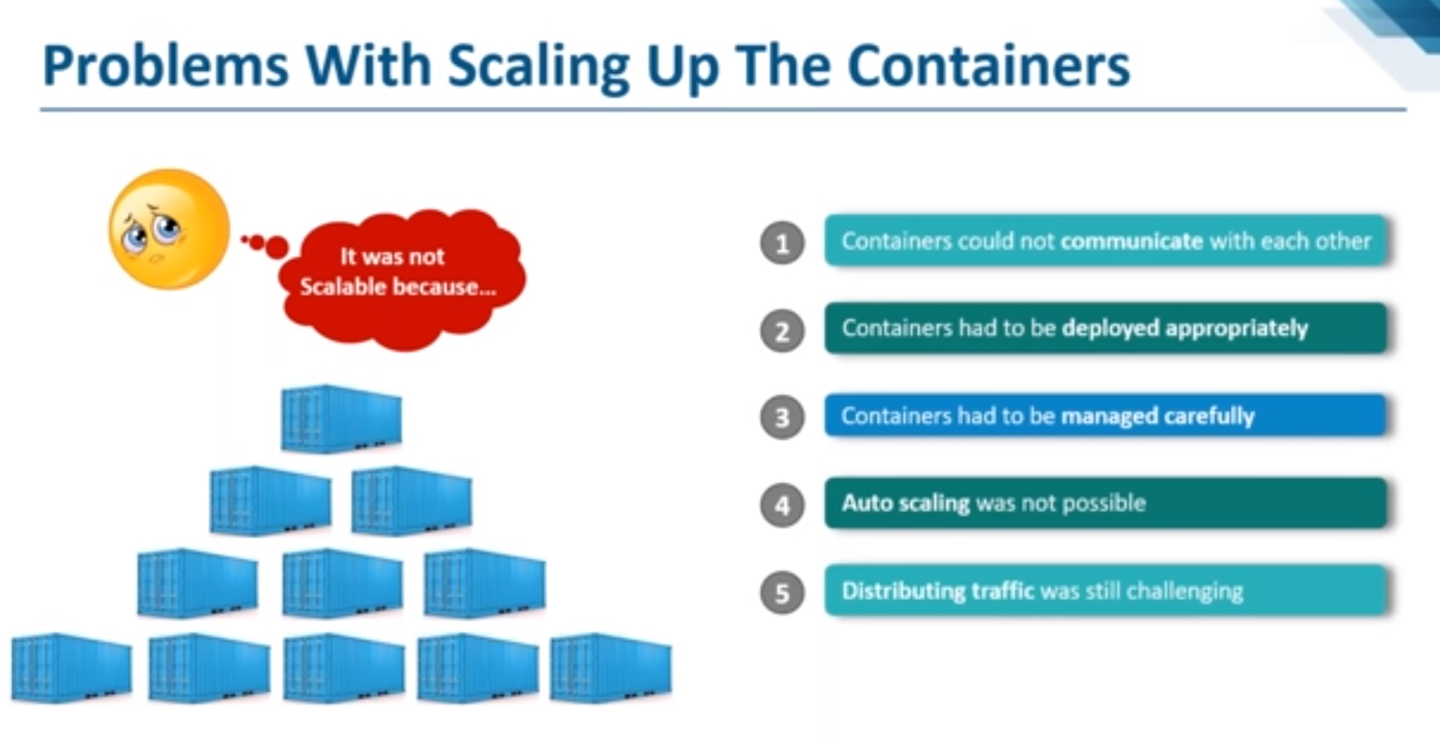 Problems With Scaling Up The Containers
It was not
Scalable because...
1
Containers could not communicate with each other
2
Containers had to be deployed appropriately
3
Containers had to be managed carefully
4
Auto scaling was not possible
5
Distributing traffic was still challenging